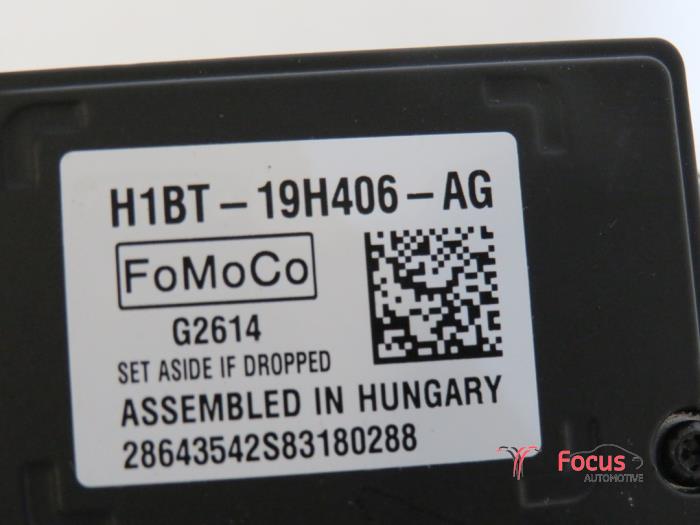 H1BT-19H406-AG
FoMoCo
G2614
SET ASIDE IF DROPPED
ASSEMBLED IN HUNGARY
28643542S83180288
Focus
AUTOMOTIVE